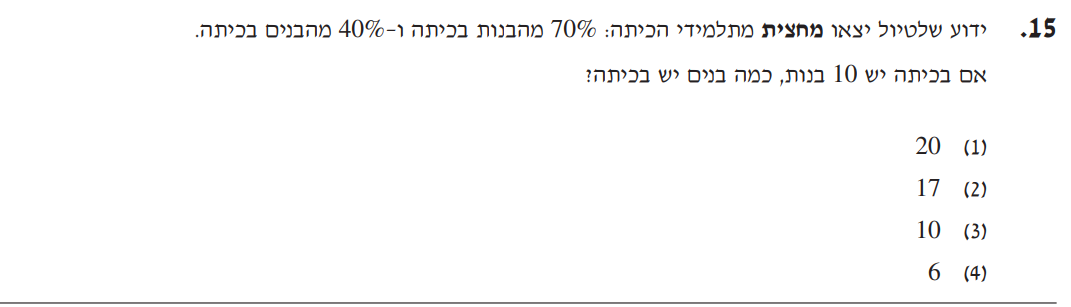 15. ידוע שלטיול יצאו מחצית מתלמידי הכיתה: 70% מהבנות בכיתה ו-40% מהבנים בכיתה.
אם בכיתה יש 10 בנות, כמה בנים יש בכיתה?
(1) 20
(2) 17
(3) 10
(4) 6